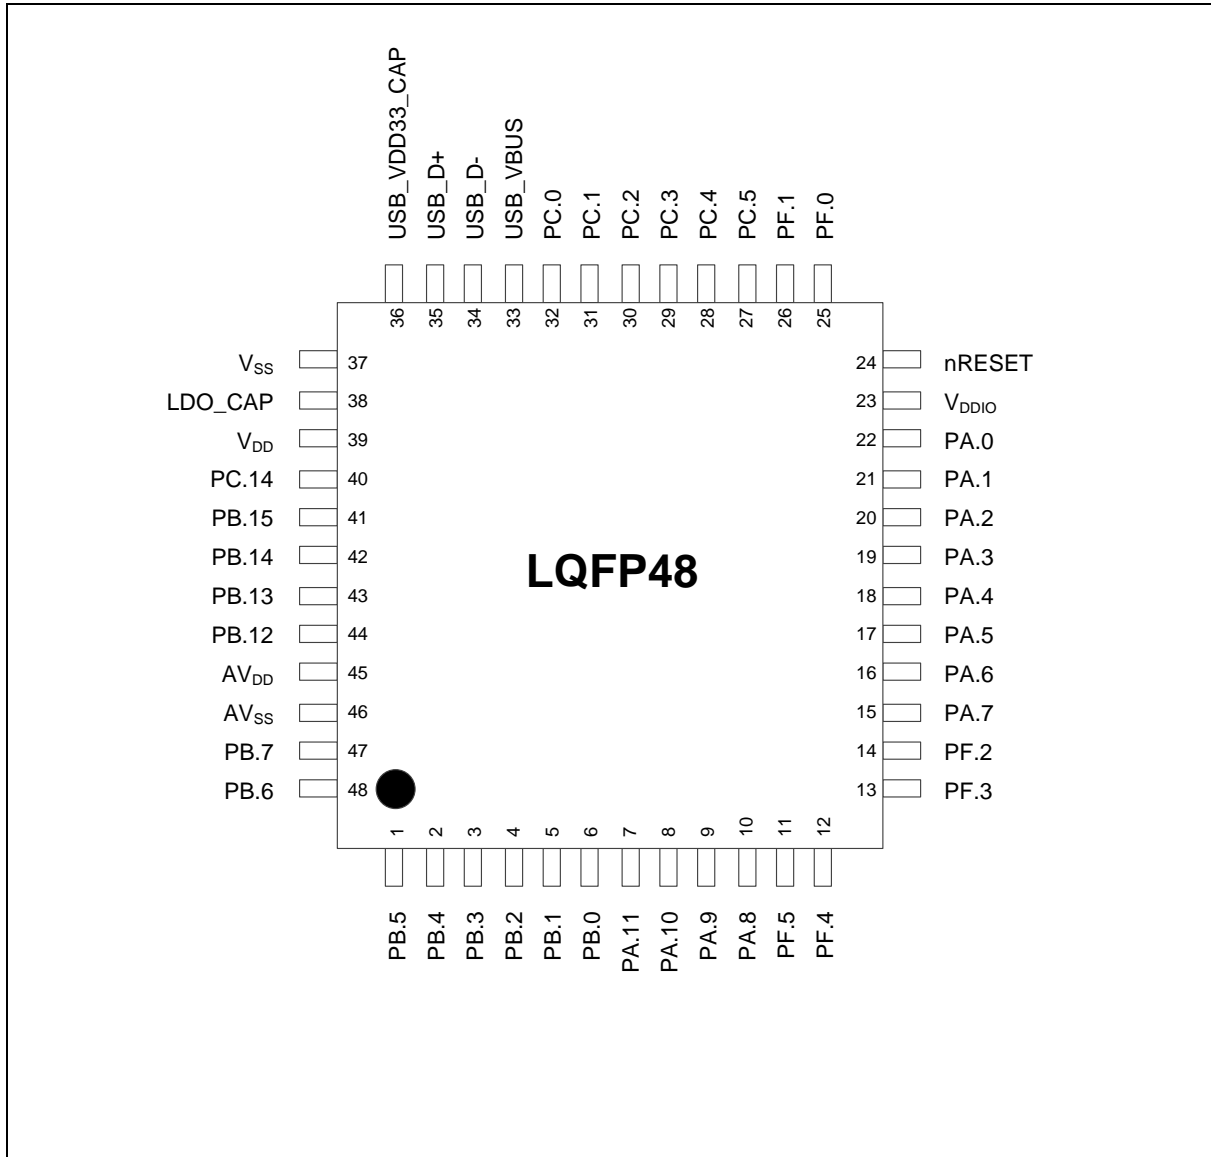 USB_VDD33_CAP
USB_D+
USB_D-
USB_VBUS
PC.0
PC.1
PC.2
PC.3
PC.4
PC.5
PF.1
PF.0
36
35
34
33
32
31
30
29
28
27
26
25
VSS 37
LDO_CAP 38
VDD 39
PC.14 40
PB.15 41
PB.14 42
PB.13 43
PB.12 44
AVDD 45
AVSS 46
PB.7 47
PB.6 48
LQFP48
24 nRESET
23 VDDIO
22 PA.0
21 PA.1
20 PA.2
19 PA.3
18 PA.4
17 PA.5
16 PA.6
15 PA.7
14 PF.2
13 PF.3
1
2
3
4
5
6
7
8
9
10
11
12
PB.5
PB.4
PB.3
PB.2
PB.1
PB.0
PA.11
PA.10
PA.9
PA.8
PF.5
PF.4